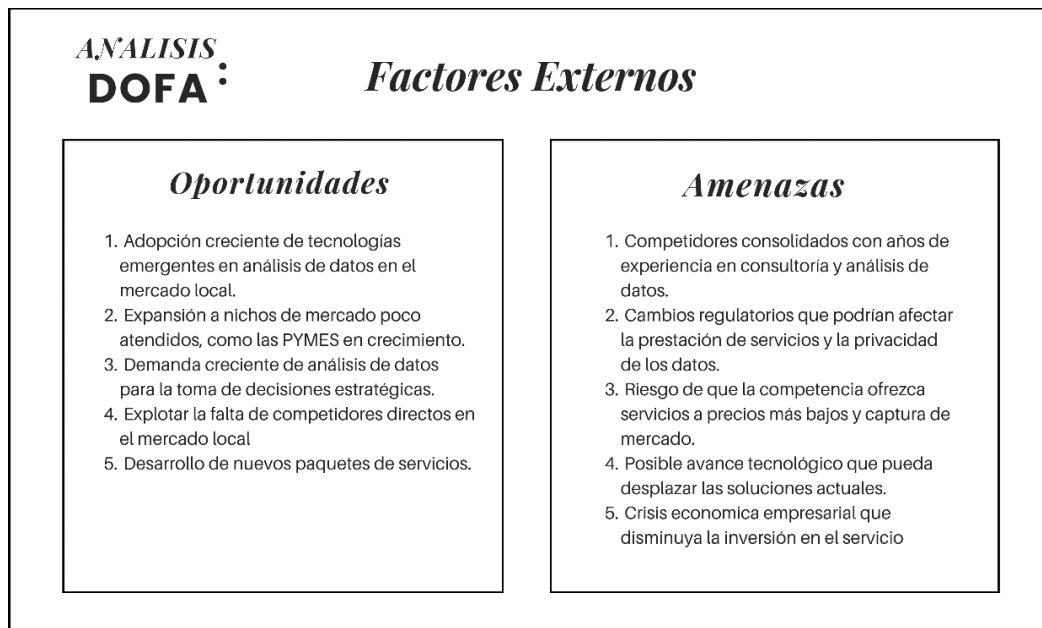 ANALISIS
DOFA :
Factores Externos
Oportunidades
1. Adopción creciente de tecnologías
emergentes en análisis de datos en el
mercado local.
2. Expansión a nichos de mercado poco
atendidos, como las PYMES en crecimiento.
3. Demanda creciente de análisis de datos
para la toma de decisiones estratégicas.
4. Explotar la falta de competidores directos en
el mercado local
5. Desarrollo de nuevos paquetes de servicios.
Amenazas
1. Competidores consolidados con años de
experiencia en consultoría y análisis de
datos.
2. Cambios regulatorios que podrían afectar
la prestación de servicios y la privacidad
de los datos.
3. Riesgo de que la competencia ofrezca
servicios a precios más bajos y captura de
mercado.
4. Posible avance tecnológico que pueda
desplazar las soluciones actuales.
5. Crisis economica empresarial que
disminuya la inversión en el servicio